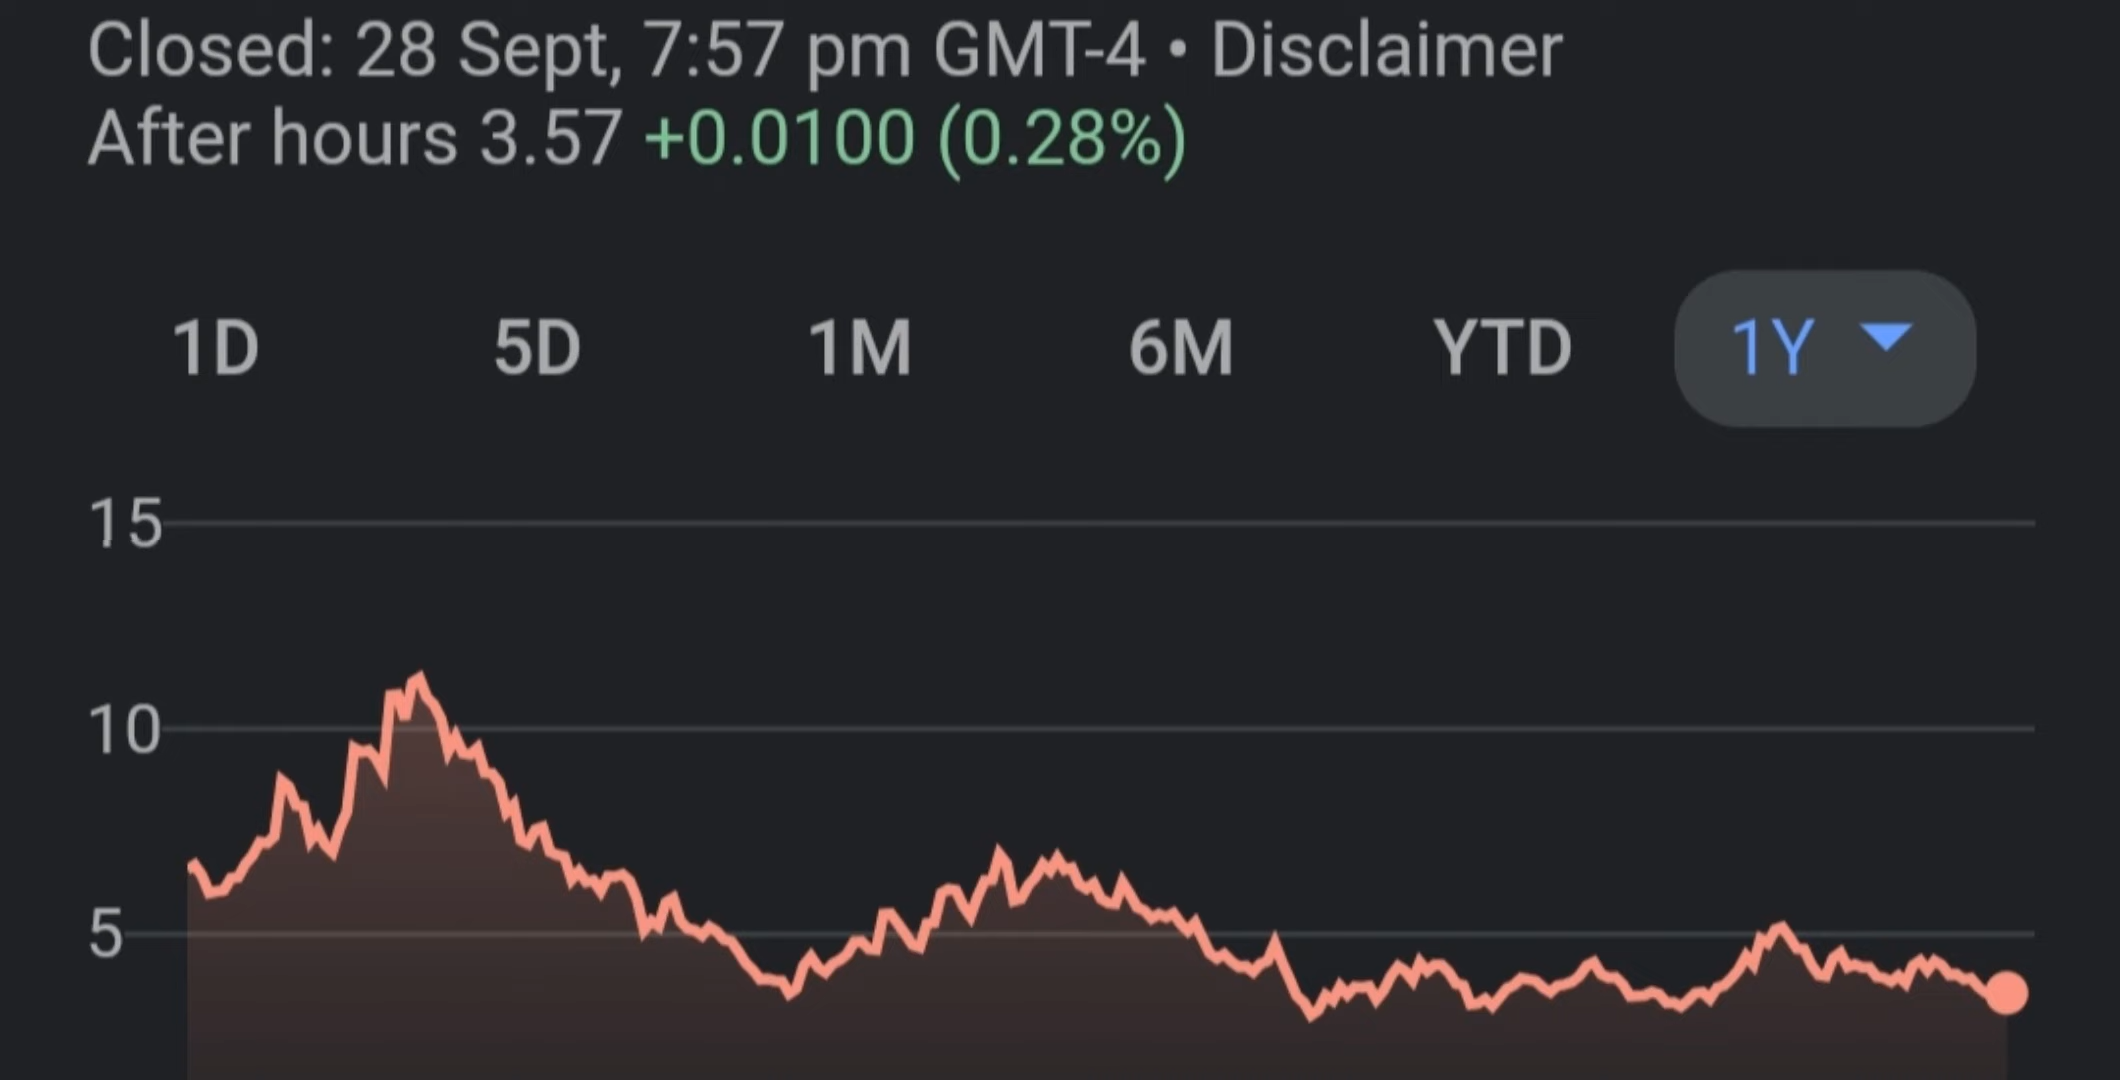 Closed: 28 Sept, 7:57 pm GMT-4 • Disclaimer
After hours 3.57 +0.0100 (0.28%)
1D 5D 1M 6M YTD 1Y
15
10
5